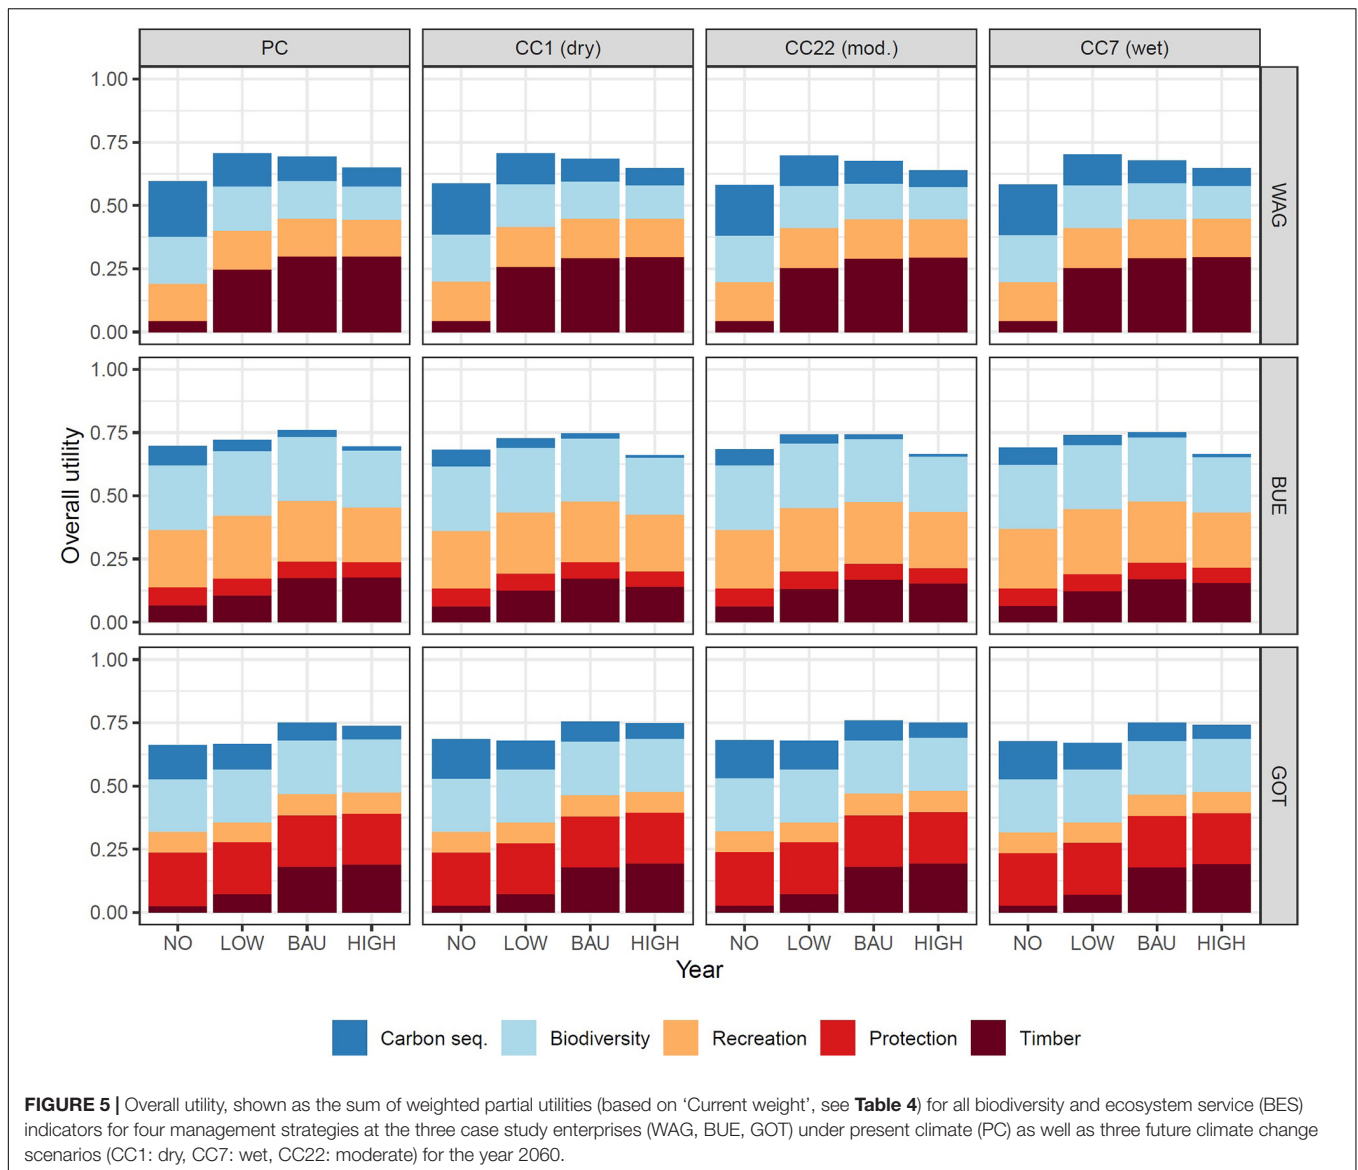 PC CC1 (dry) CC22 (mod.) CC7 (wet)
1.00
0.75
0.50
0.25
0.00
WAG
1.00
0.75
0.50
0.25
0.00
BUE
Overall utility
1.00
0.75
0.50
0.25
0.00
GOT
NO LOW BAU HIGH NO LOW BAU HIGH NO LOW BAU HIGH NO LOW BAU HIGH
Year
Carbon seq. Biodiversity Recreation Protection Timber
FIGURE 5 | Overall utility, shown as the sum of weighted partial utilities (based on ‘Current weight’, see Table 4) for all biodiversity and ecosystem service (BES)
indicators for four management strategies at the three case study enterprises (WAG, BUE, GOT) under present climate (PC) as well as three future climate change
scenarios (CC1: dry, CC7: wet, CC22: moderate) for the year 2060.